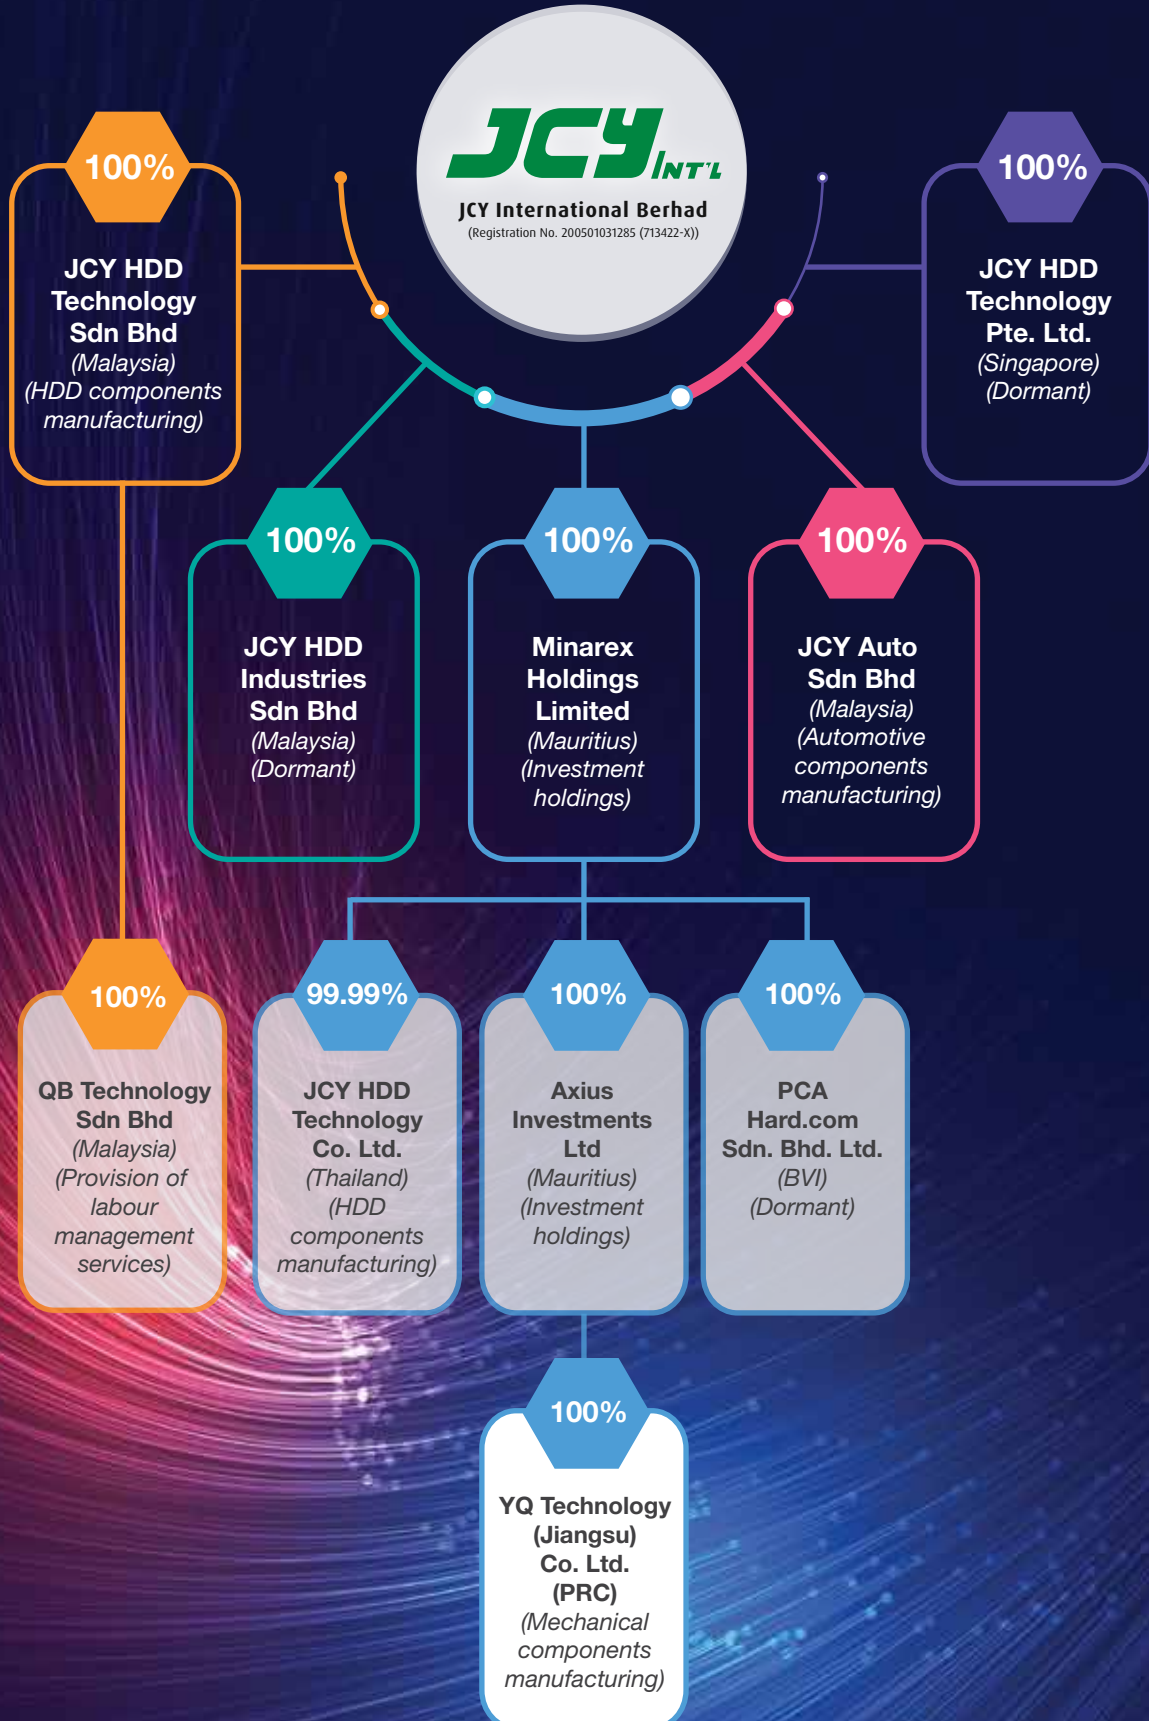 JCY INT'L
JCY International Berhad
(Registration No. 200501031285 (713422-X))
100%
JCY HDD
Technology
Sdn Bhd
(Malaysia)
(HDD components
manufacturing)
100%
JCY HDD
Technology
Pte. Ltd.
(Singapore)
(Dormant)
100%
JCY HDD
Industries
Sdn Bhd
(Malaysia)
(Dormant)
100%
Minarex
Holdings
Limited
(Mauritius)
(Investment
holdings)
100%
JCY Auto
Sdn Bhd
(Malaysia)
(Automotive
components
manufacturing)
100%
QB Technology
Sdn Bhd
(Malaysia)
(Provision of
labour
management
services)
99.99%
JCY HDD
Technology
Co. Ltd.
(Thailand)
(HDD
components
manufacturing)
100%
Axius
Investments
Ltd
(Mauritius)
(Investment
holdings)
100%
PCA
Hard.com
Sdn. Bhd. Ltd.
(BVI)
(Dormant)
100%
YQ Technology
(Jiangsu)
Co. Ltd.
(PRC)
(Mechanical
components
manufacturing)